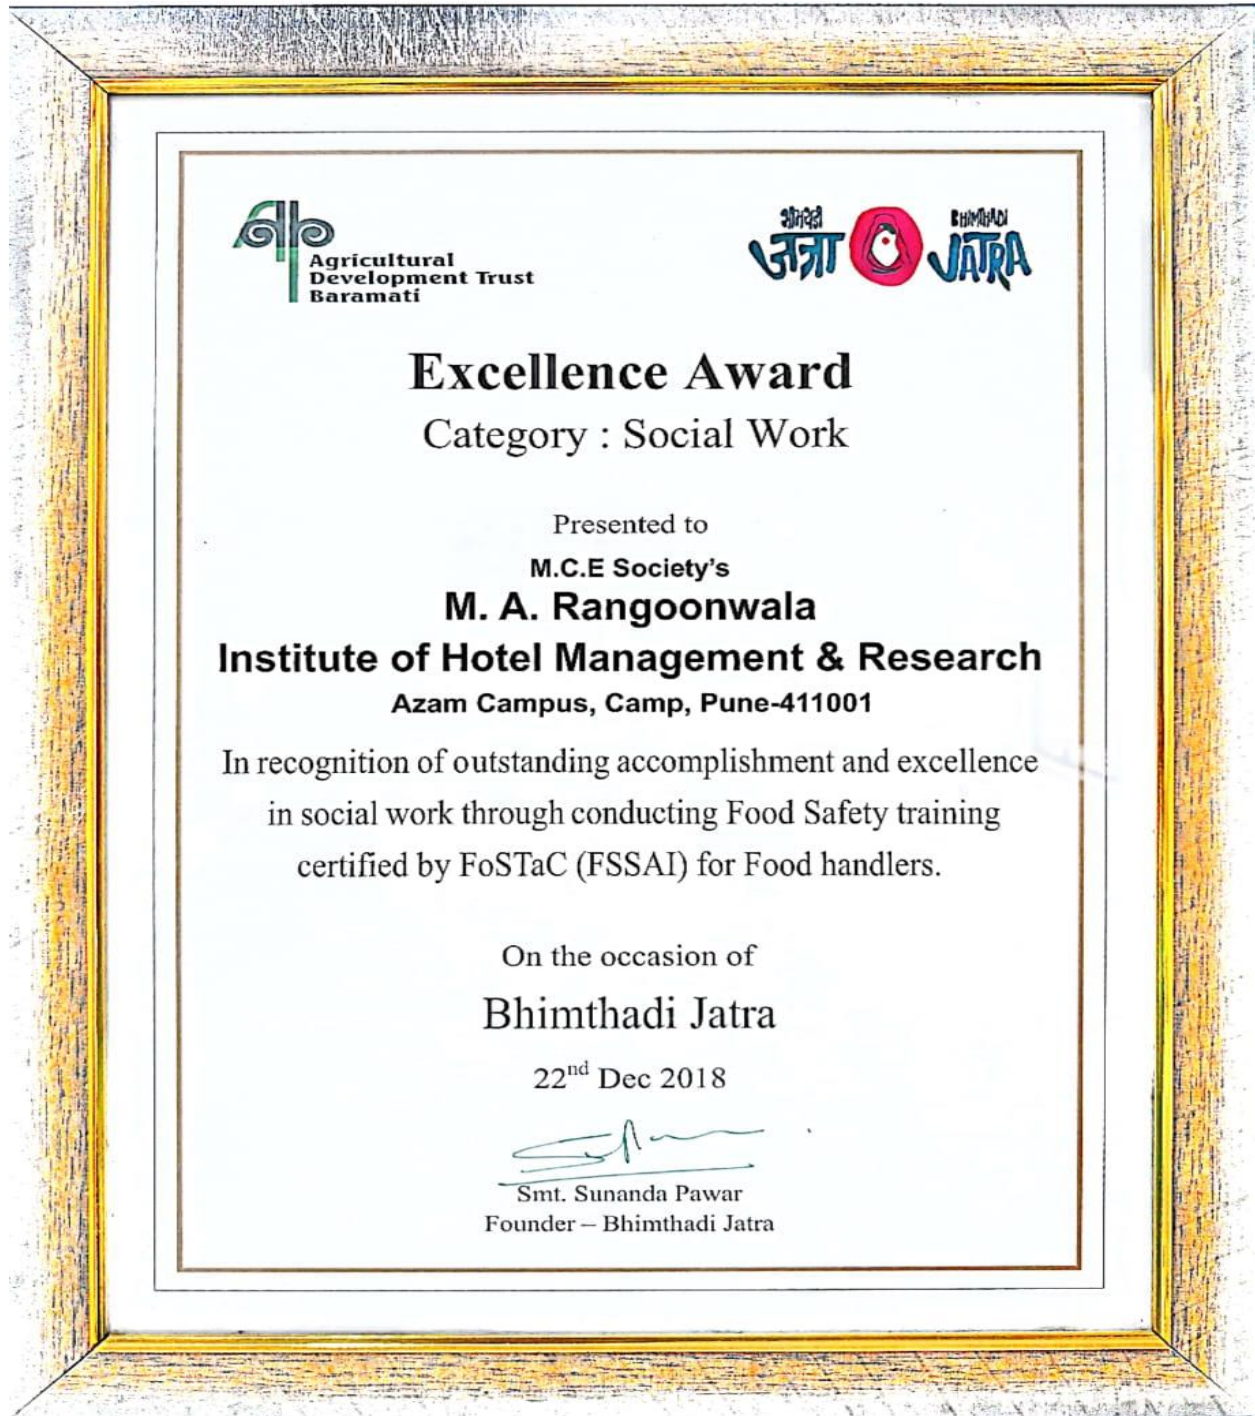 Agricultural
Development Trust
Baramati
भीमथडी
जत्रा
BHIMTHADI
JATRA
Excellence Award
Category : Social Work
Presented to
M.C.E Society's
M. A. Rangoonwala
Institute of Hotel Management & Research
Azam Campus, Camp, Pune-411001
In recognition of outstanding accomplishment and excellence
in social work through conducting Food Safety training
certified by FoSTaC (FSSAI) for Food handlers.
On the occasion of
Bhimthadi Jatra
22nd Dec 2018
Smt. Sunanda Pawar
Founder – Bhimthadi Jatra